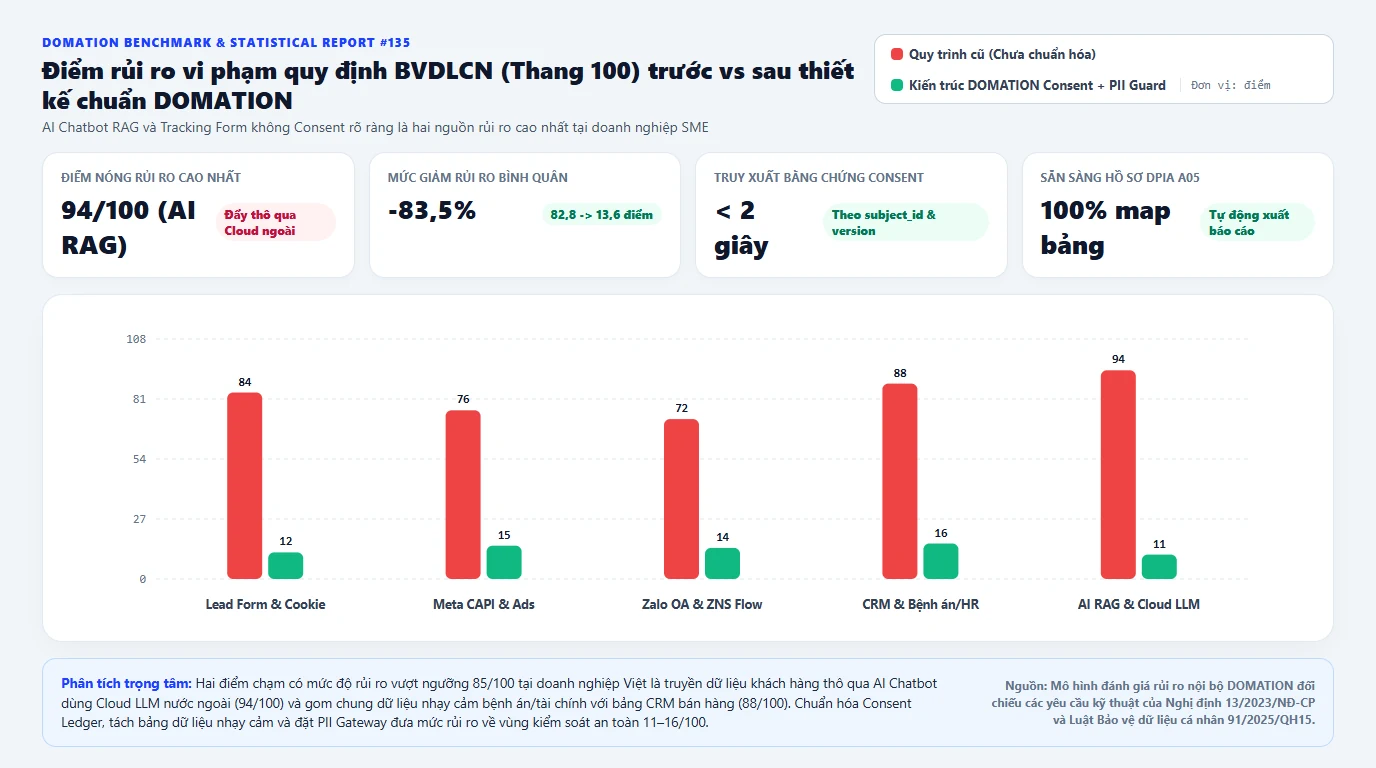 DOMATION BENCHMARK & STATISTICAL REPORT #135
Điểm rủi ro vi phạm quy định BVDLCN (Thang 100) trước vs sau thiết
kế chuẩn DOMATION
AI Chatbot RAG và Tracking Form không Consent rõ ràng là hai nguồn rủi ro cao nhất tại doanh nghiệp SME
Quy trình cũ (Chưa chuẩn hóa)
Kiến trúc DOMATION Consent + PII Guard
Đơn vị: điểm
ĐIỂM NÓNG RỦI RO CAO NHẤT
94/100 (AI
RAG)
Đẩy thô qua
Cloud ngoài
MỨC GIẢM RỦI RO BÌNH QUÂN
-83,5%
82,8 -> 13,6 điểm
TRUY XUẤT BẰNG CHỨNG CONSENT
< 2
giây
Theo subject_id &
version
SẴN SÀNG HỒ SƠ DPIA A05
100% map
bảng
Tự động xuất
báo cáo
108
81
54
27
0
84
12
76
15
72
14
88
16
94
11
Lead Form & Cookie
Meta CAPI & Ads
Zalo OA & ZNS Flow
CRM & Bệnh án/HR
AI RAG & Cloud LLM
Phân tích trọng tâm: Hai điểm chạm có mức độ rủi ro vượt ngưỡng 85/100 tại doanh nghiệp Việt là truyền dữ liệu khách hàng thô qua AI Chatbot
dùng Cloud LLM nước ngoài (94/100) và gom chung dữ liệu nhạy cảm bệnh án/tài chính với bảng CRM bán hàng (88/100). Chuẩn hóa Consent
Ledger, tách bảng dữ liệu nhạy cảm và đặt PII Gateway đưa mức rủi ro về vùng kiểm soát an toàn 11–16/100.
Nguồn: Mô hình đánh giá rủi ro nội bộ DOMATION đối
chiếu các yêu cầu kỹ thuật của Nghị định 13/2023/NĐ-CP
và Luật Bảo vệ dữ liệu cá nhân 91/2025/QH15.